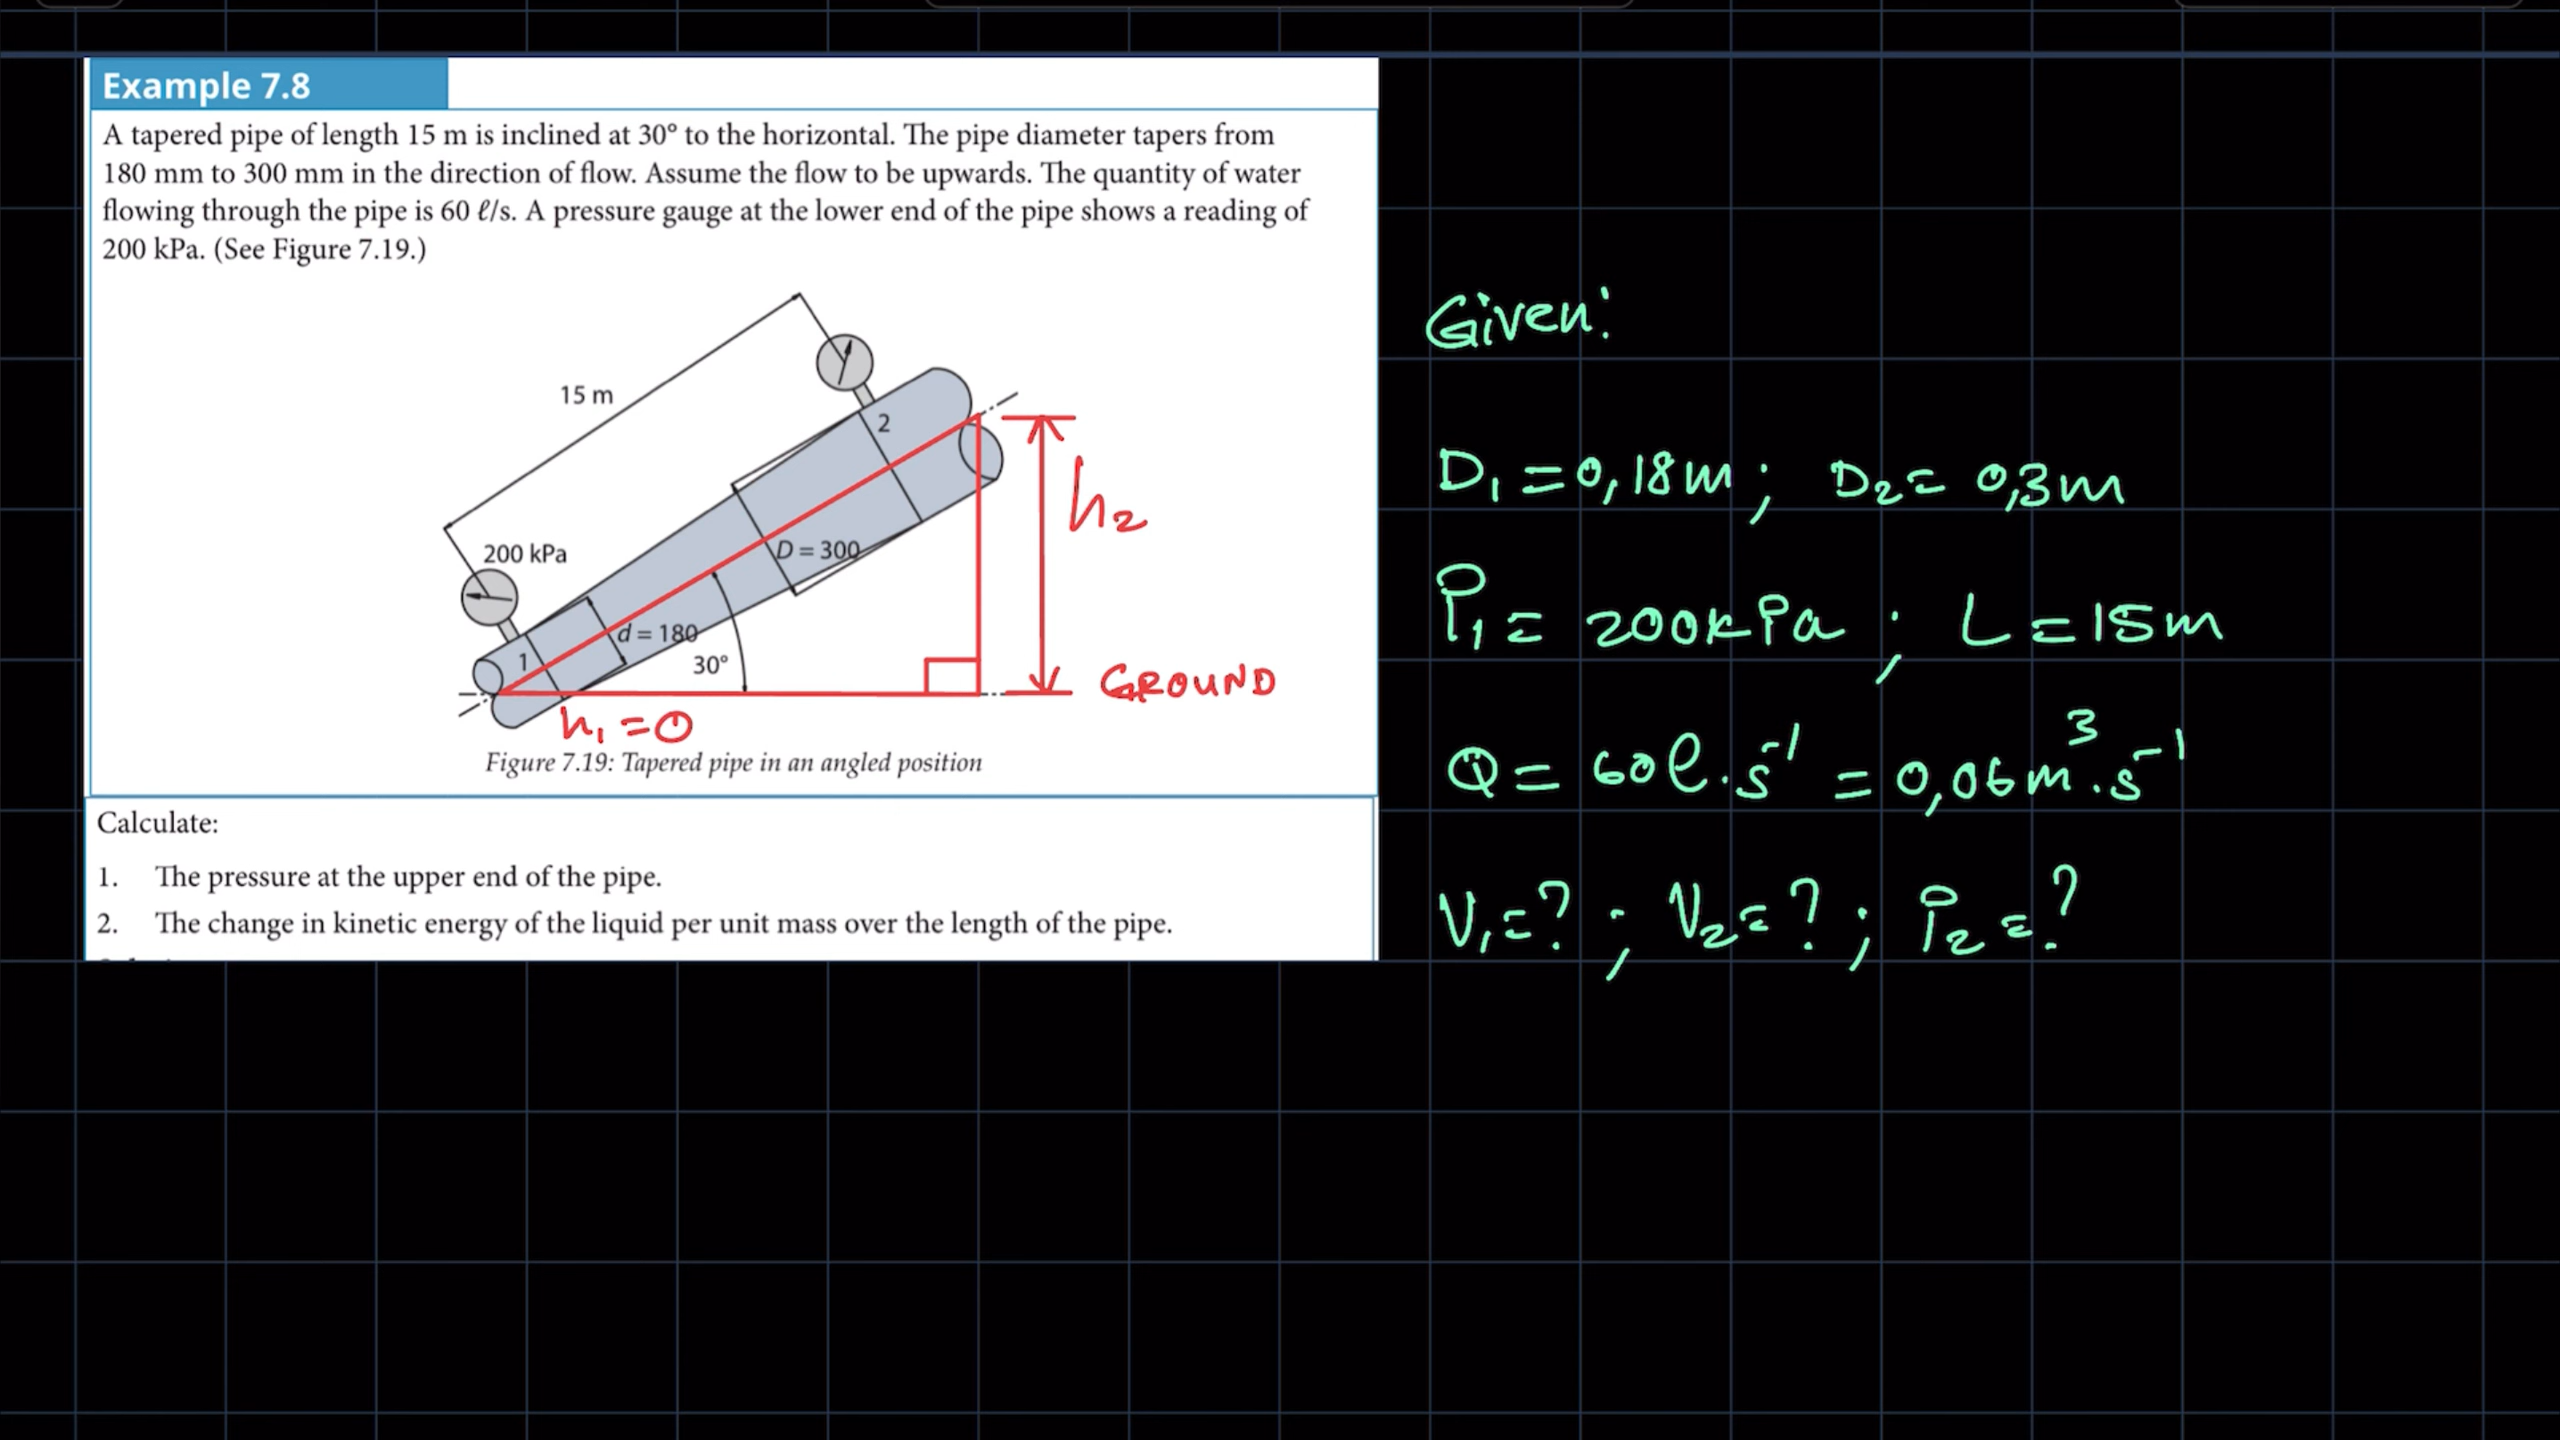 Example 7.8
A tapered pipe of length 15 m is inclined at 30° to the horizontal. The pipe diameter tapers from
180 mm to 300 mm in the direction of flow. Assume the flow to be upwards. The quantity of water
flowing through the pipe is 60 ℓ/s. A pressure gauge at the lower end of the pipe shows a reading of
200 kPa. (See Figure 7.19.)
15 m
2
200 kPa
D = 300
d = 180
1
30°
h₂
GROUND
h₁ = 0
Figure 7.19: Tapered pipe in an angled position
Calculate:
1. The pressure at the upper end of the pipe.
2. The change in kinetic energy of the liquid per unit mass over the length of the pipe.
Given:
D₁ = 0,18m ; D₂ = 0,3m
P₁ = 200kPa ; L = 15m
Q = 60ℓ.s⁻¹ = 0,06m³.s⁻¹
V₁ = ? ; V₂ = ? ; P₂ = ?